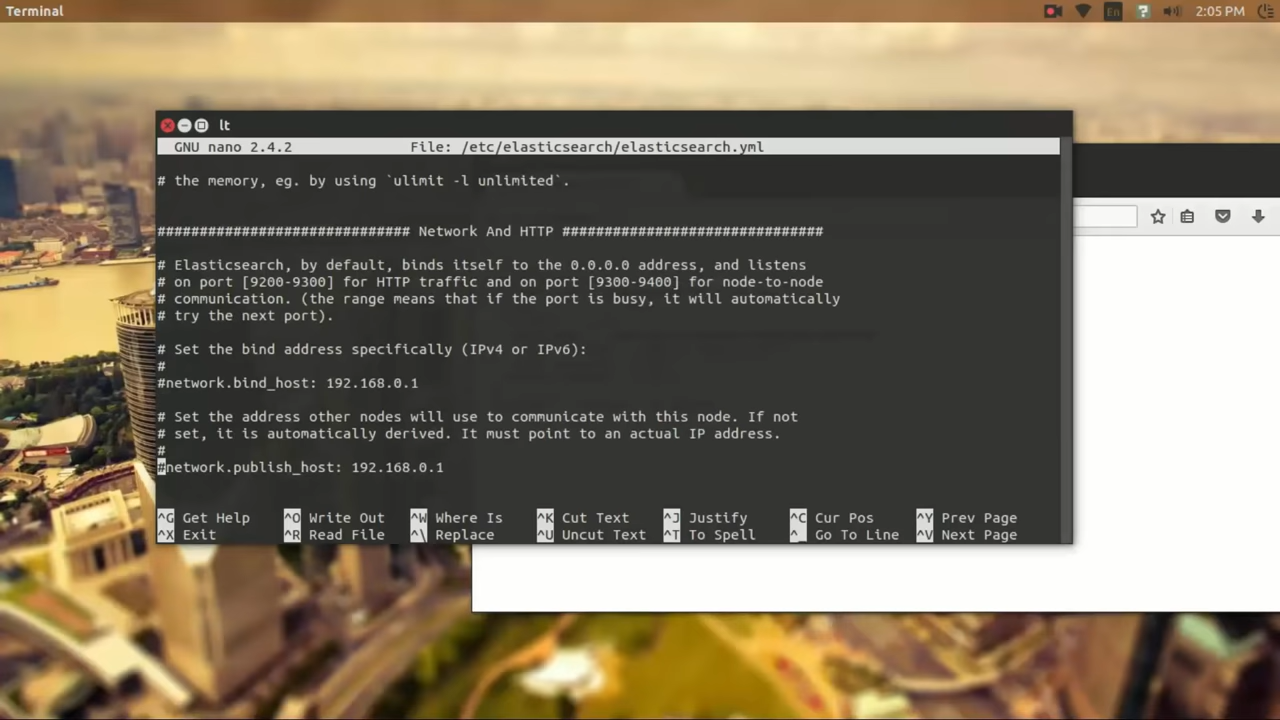 Terminal
En
2:05 PM
lt
GNU nano 2.4.2 File: /etc/elasticsearch/elasticsearch.yml
# the memory, eg. by using `ulimit -l unlimited`.
############################## Network And HTTP ###############################
# Elasticsearch, by default, binds itself to the 0.0.0.0 address, and listens
# on port [9200-9300] for HTTP traffic and on port [9300-9400] for node-to-node
# communication. (the range means that if the port is busy, it will automatically
# try the next port).
# Set the bind address specifically (IPv4 or IPv6):
#
#network.bind_host: 192.168.0.1
# Set the address other nodes will use to communicate with this node. If not
# set, it is automatically derived. It must point to an actual IP address.
#
#network.publish_host: 192.168.0.1
^G Get Help ^O Write Out ^W Where Is ^K Cut Text ^J Justify ^C Cur Pos ^Y Prev Page
^X Exit ^R Read File ^\ Replace ^U Uncut Text ^T To Spell ^_ Go To Line ^V Next Page